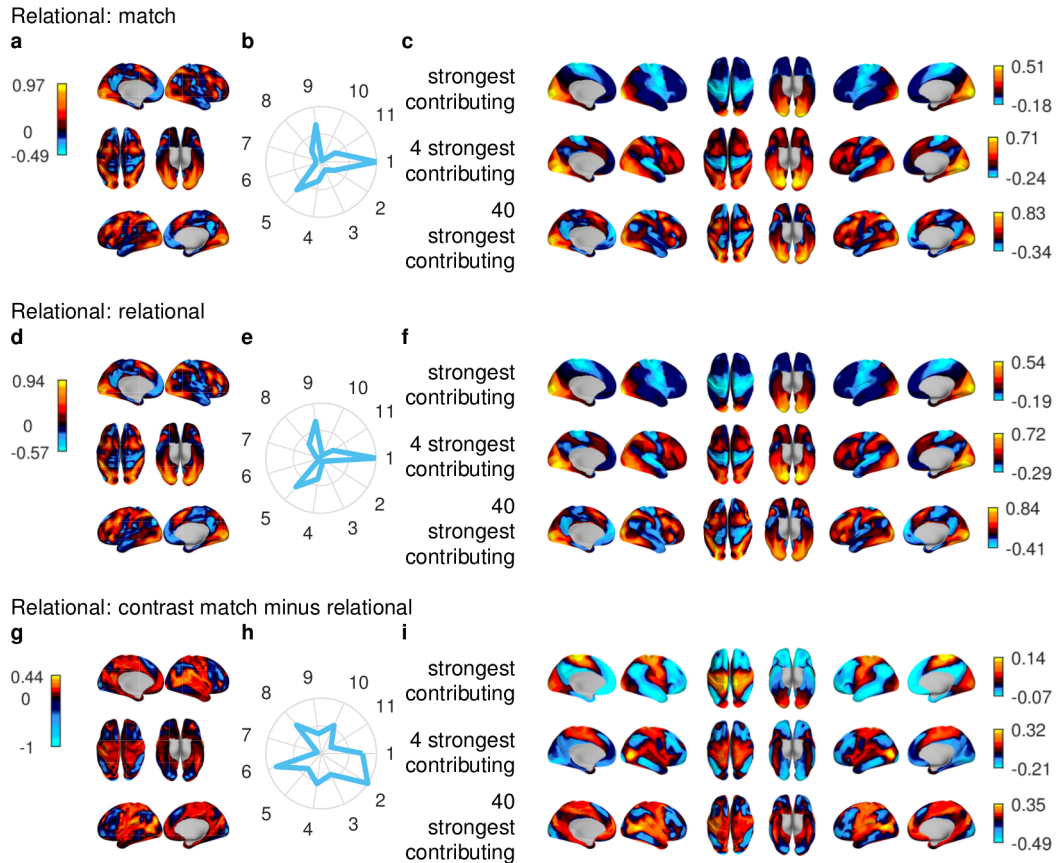 Relational: match
a
b
c
0.97
0
-0.49
9
10
11
1
2
3
4
5
6
7
8
strongest
contributing
0.51
-0.18
4 strongest
contributing
0.71
-0.24
40
strongest
contributing
0.83
-0.34
Relational: relational
d
e
f
0.94
0
-0.57
9
10
11
1
2
3
4
5
6
7
8
strongest
contributing
0.54
-0.19
4 strongest
contributing
0.72
-0.29
40
strongest
contributing
0.84
-0.41
Relational: contrast match minus relational
g
h
i
0.44
0
-1
9
10
11
1
2
3
4
5
6
7
8
strongest
contributing
0.14
-0.07
4 strongest
contributing
0.32
-0.21
40
strongest
contributing
0.35
-0.49